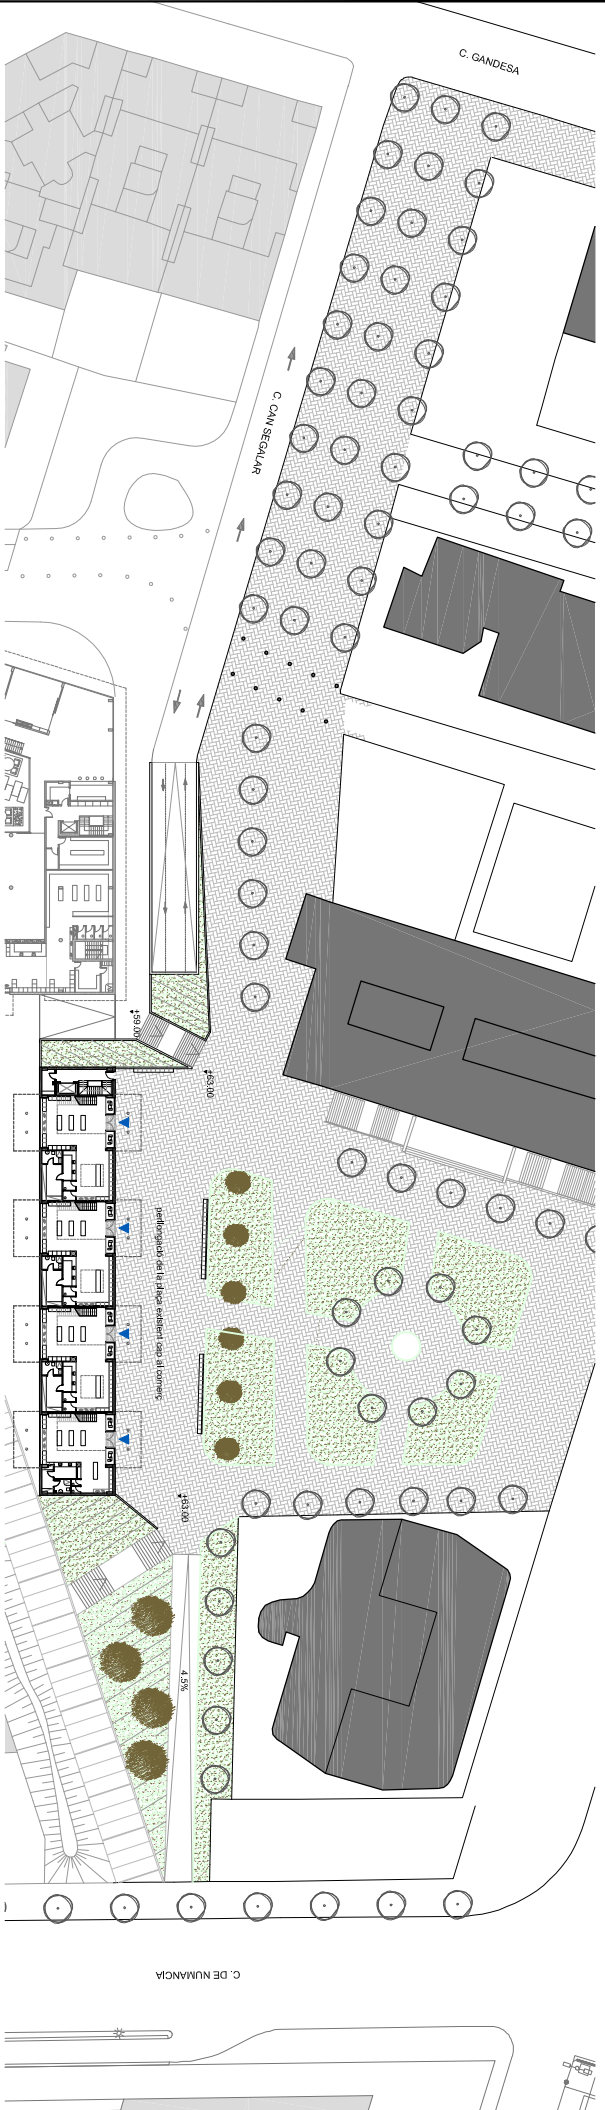 C. GANDESA
C. CAN SEGALAR
+59.00
+63.00
perllongació de la plaça existent cap al comerç
+63.00
4.5%
C. DE NUMANCIA